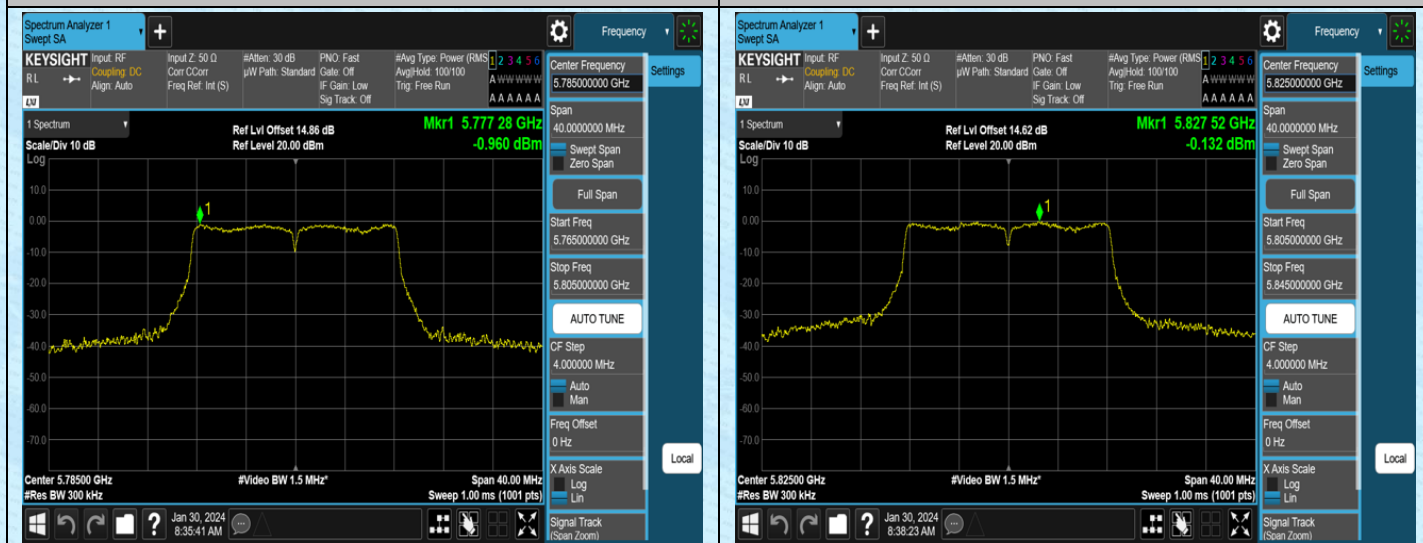 Spectrum Analyzer 1
Swept SA
+
Frequency
KEYSIGHT
RL
LXI
Input: RF
Coupling: DC
Align: Auto
Input Z: 50 Ω
Corr CCorr
Freq Ref: Int (S)
#Atten: 30 dB
µW Path: Standard
PNO: Fast
Gate: Off
IF Gain: Low
Sig Track: Off
#Avg Type: Power (RMS
Avg|Hold: 100/100
Trig: Free Run
1 2 3 4 5 6
A W W W W W
A A A A A A
Center Frequency
5.785000000 GHz
Settings
1 Spectrum
Scale/Div 10 dB
Log
Ref Lvl Offset 14.86 dB
Ref Level 20.00 dBm
Mkr1 5.777 28 GHz
-0.960 dBm
Span
40.0000000 MHz
Swept Span
Zero Span
Full Span
Start Freq
5.765000000 GHz
Stop Freq
5.805000000 GHz
AUTO TUNE
CF Step
4.000000 MHz
Auto
Man
Freq Offset
0 Hz
X Axis Scale
Log
Lin
Signal Track
(Span Zoom)
Local
10.0
0.00
-10.0
-20.0
-30.0
-40.0
-50.0
-60.0
-70.0
1
Center 5.78500 GHz
#Res BW 300 kHz
#Video BW 1.5 MHz*
Span 40.00 MHz
Sweep 1.00 ms (1001 pts)
?
Jan 30, 2024
8:35:41 AM
Spectrum Analyzer 1
Swept SA
+
Frequency
KEYSIGHT
RL
LXI
Input: RF
Coupling: DC
Align: Auto
Input Z: 50 Ω
Corr CCorr
Freq Ref: Int (S)
#Atten: 30 dB
µW Path: Standard
PNO: Fast
Gate: Off
IF Gain: Low
Sig Track: Off
#Avg Type: Power (RMS
Avg|Hold: 100/100
Trig: Free Run
1 2 3 4 5 6
A W W W W W
A A A A A A
Center Frequency
5.825000000 GHz
Settings
1 Spectrum
Scale/Div 10 dB
Log
Ref Lvl Offset 14.62 dB
Ref Level 20.00 dBm
Mkr1 5.827 52 GHz
-0.132 dBm
Span
40.0000000 MHz
Swept Span
Zero Span
Full Span
Start Freq
5.805000000 GHz
Stop Freq
5.845000000 GHz
AUTO TUNE
CF Step
4.000000 MHz
Auto
Man
Freq Offset
0 Hz
X Axis Scale
Log
Lin
Signal Track
(Span Zoom)
Local
10.0
0.00
-10.0
-20.0
-30.0
-40.0
-50.0
-60.0
-70.0
1
Center 5.82500 GHz
#Res BW 300 kHz
#Video BW 1.5 MHz*
Span 40.00 MHz
Sweep 1.00 ms (1001 pts)
?
Jan 30, 2024
8:38:23 AM